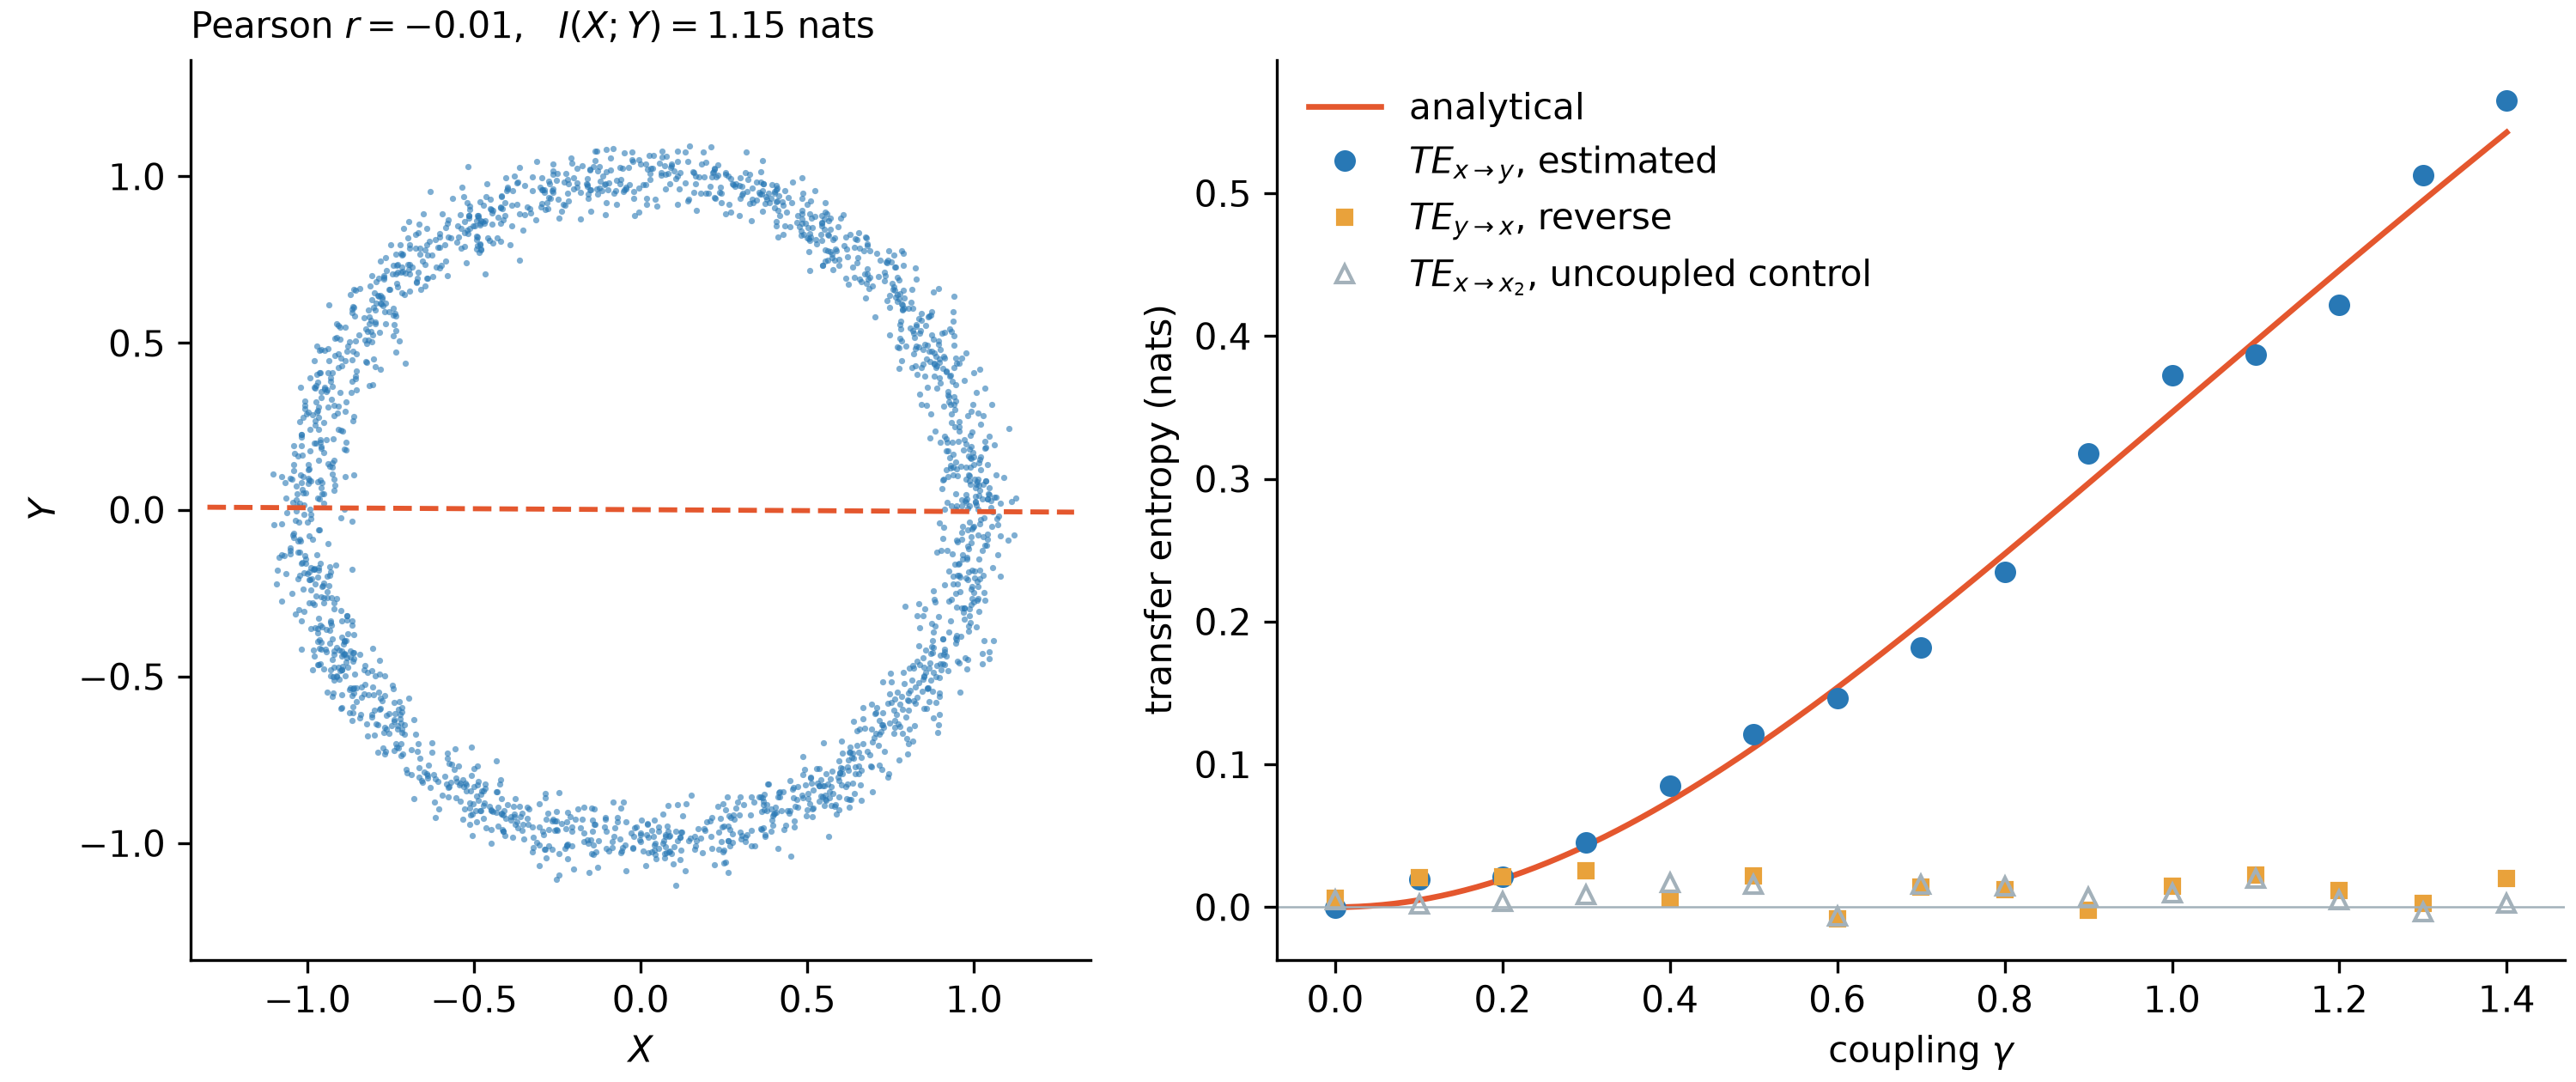 Pearson r = −0.01, I(X; Y) = 1.15 nats
1.0
0.5
0.0
−0.5
−1.0
Y
−1.0 −0.5 0.0 0.5 1.0
X
analytical
TEx→y, estimated
TEy→x, reverse
TEx→x2, uncoupled control
0.5
0.4
0.3
0.2
0.1
0.0
transfer entropy (nats)
0.0 0.2 0.4 0.6 0.8 1.0 1.2 1.4
coupling γ